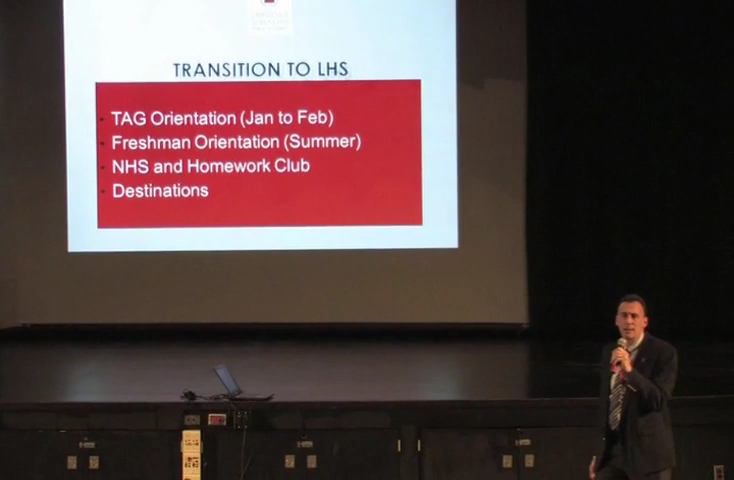 TRANSITION TO LHS
TAG Orientation (Jan to Feb)
Freshman Orientation (Summer)
NHS and Homework Club
Destinations